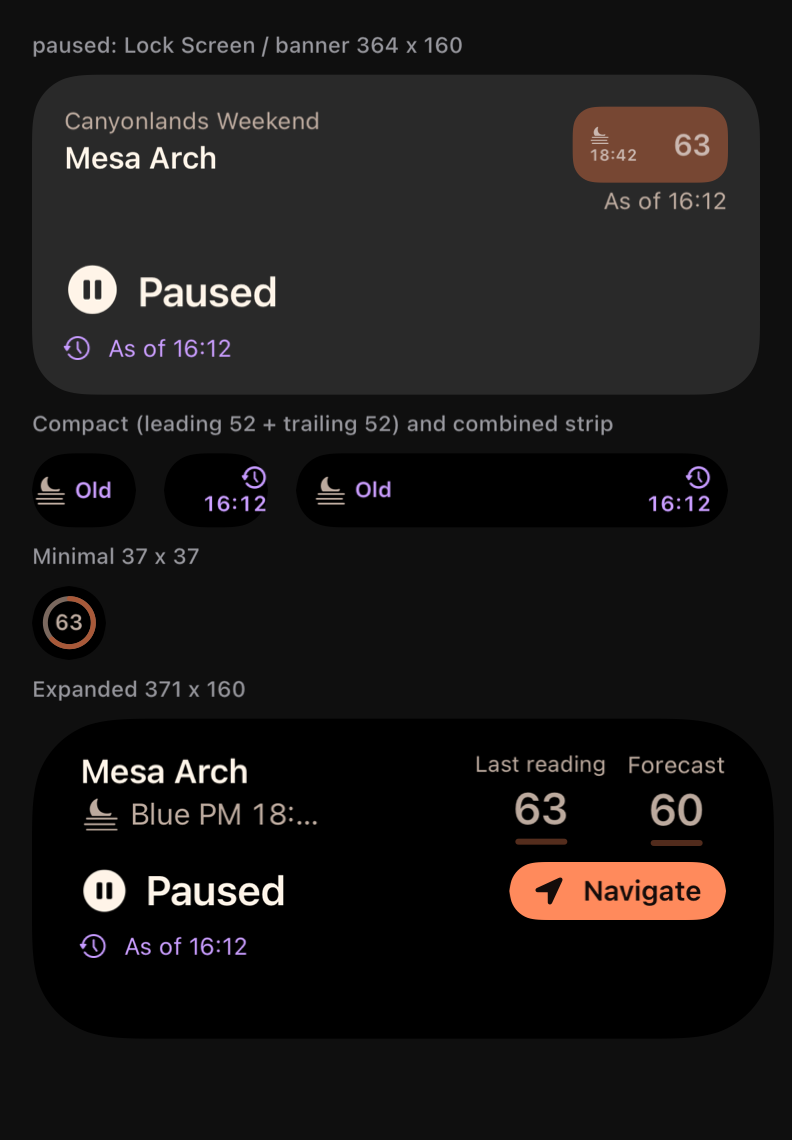 paused: Lock Screen / banner 364 x 160
Canyonlands Weekend
Mesa Arch
18:42
63
As of 16:12
Paused
As of 16:12
Compact (leading 52 + trailing 52) and combined strip
Old
16:12
Old
16:12
Minimal 37 x 37
63
Expanded 371 x 160
Mesa Arch
Blue PM 18:...
Last reading
63
Forecast
60
Paused
Navigate
As of 16:12